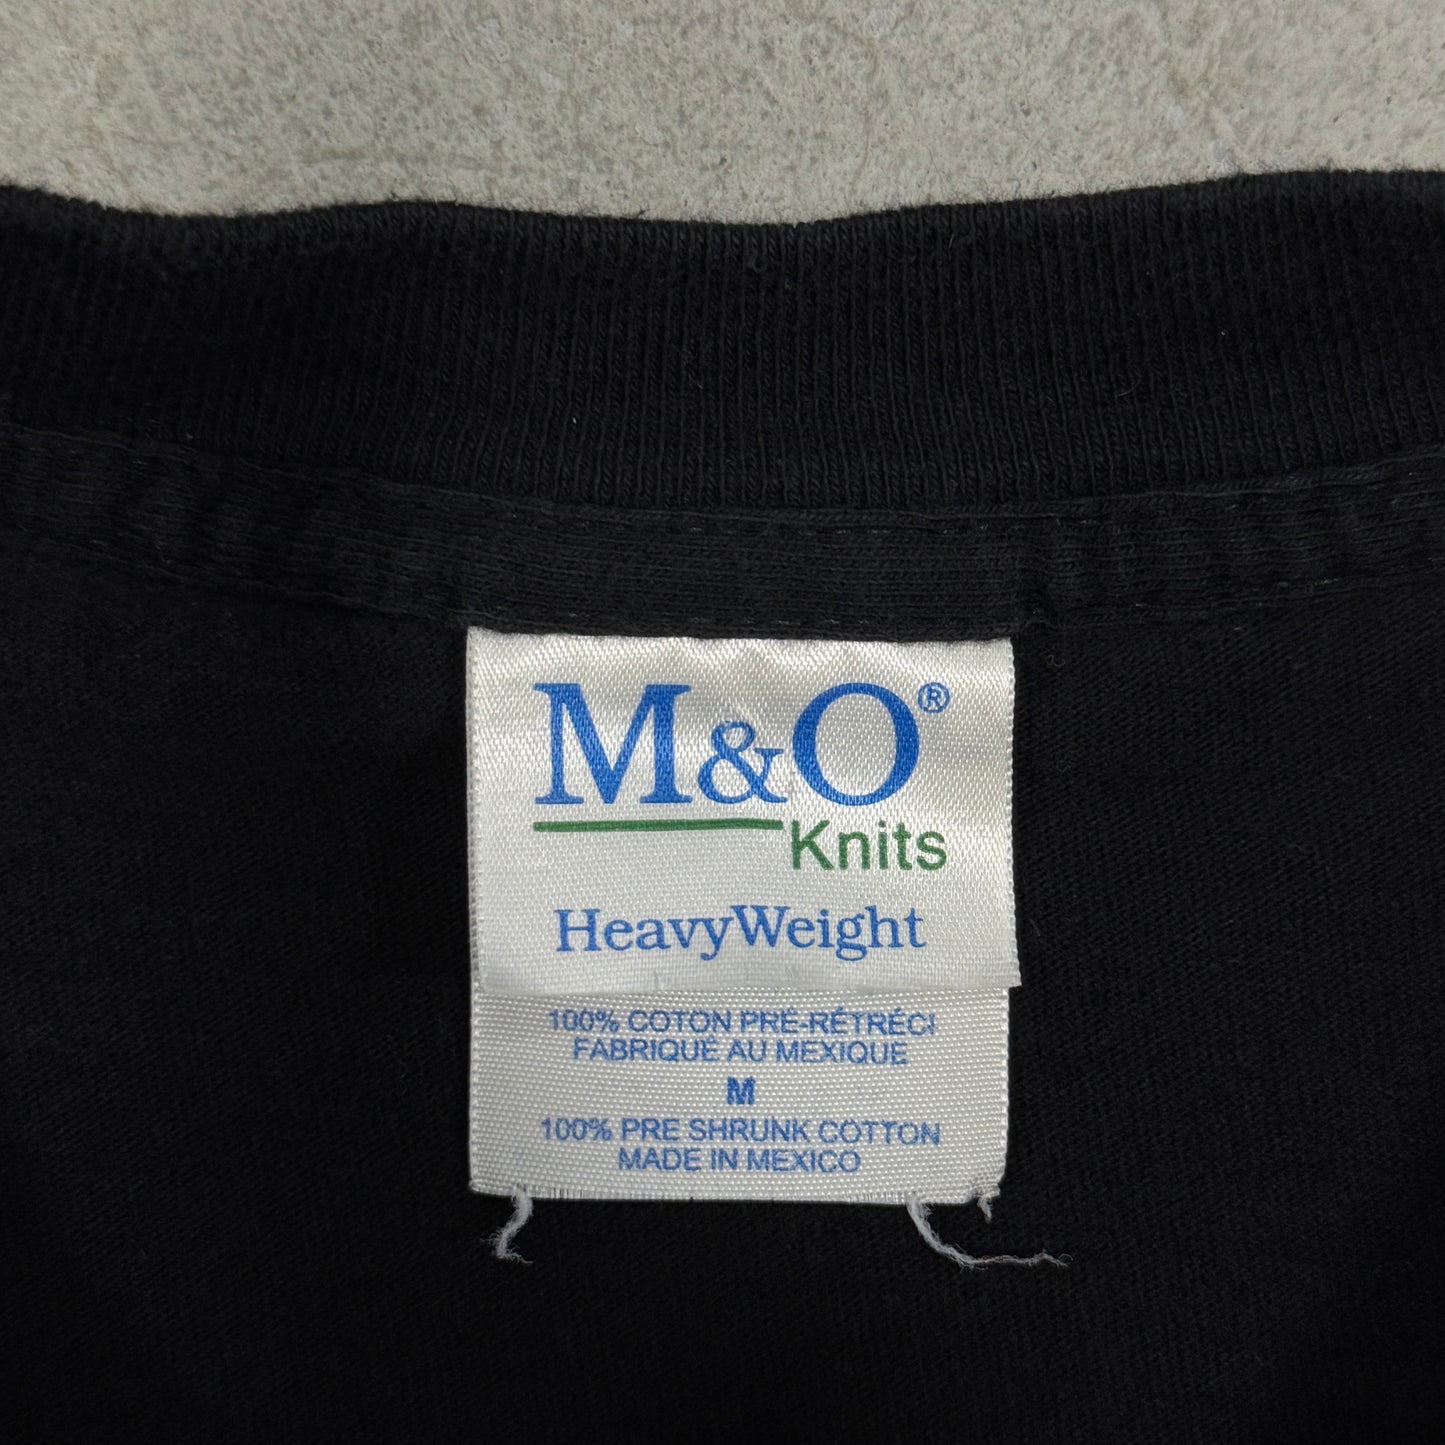 M&O®
Knits
HeavyWeight
100% COTON PRÉ-RÉTRÉCI
FABRIQUÉ AU MEXIQUE
M
100% PRE SHRUNK COTTON
MADE IN MEXICO